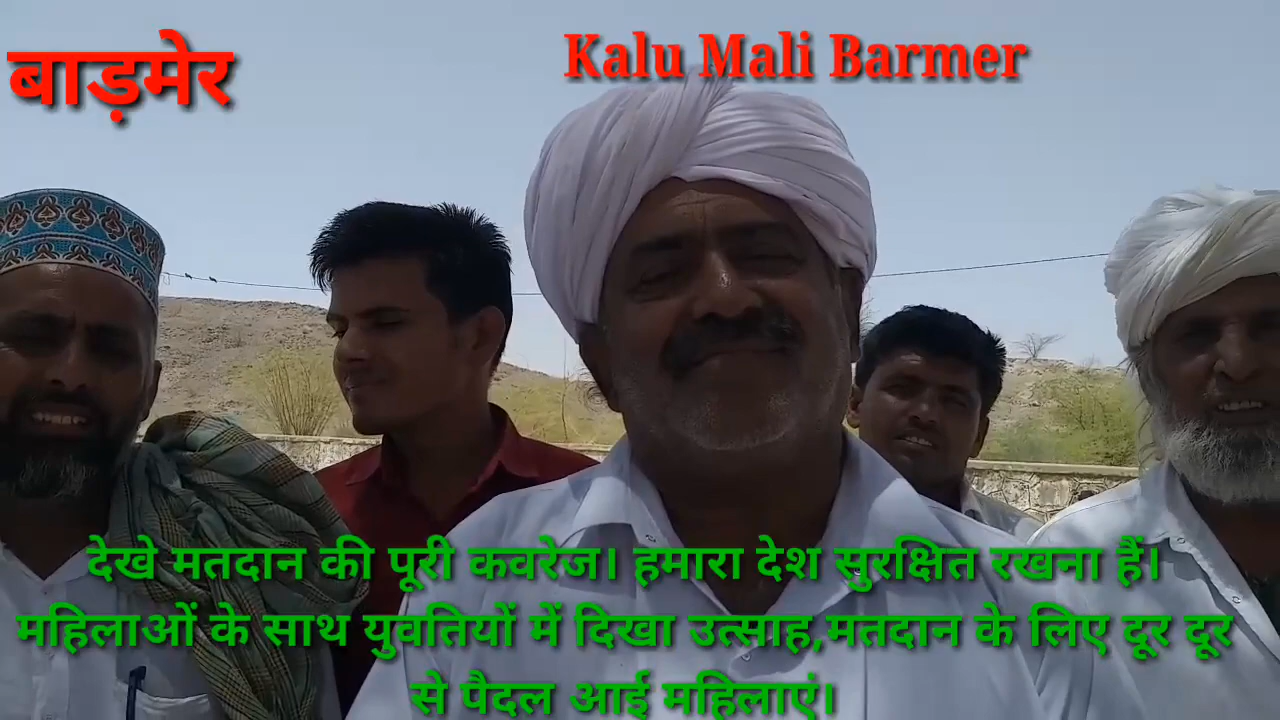 बाड़मेर
Kalu Mali Barmer
देखे मतदान की पूरी कवरेज। हमारा देश सुरक्षित रखना हैं।
महिलाओं के साथ युवतियों में दिखा उत्साह,मतदान के लिए दूर दूर
से पैदल आई महिलाएं।